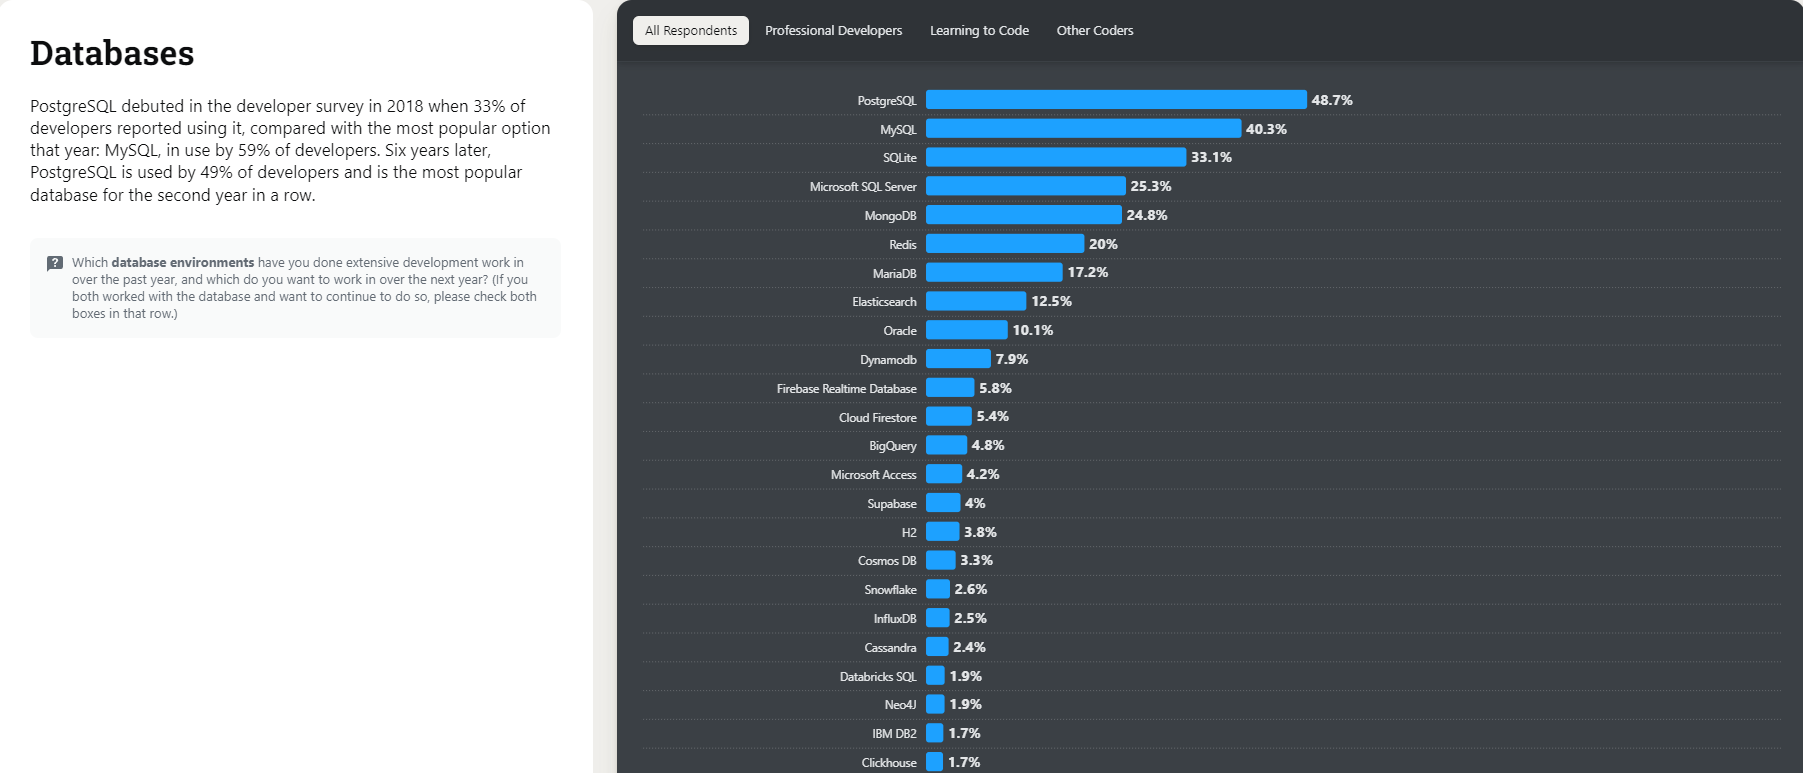 Databases
PostgreSQL debuted in the developer survey in 2018 when 33% of
developers reported using it, compared with the most popular option
that year: MySQL, in use by 59% of developers. Six years later,
PostgreSQL is used by 49% of developers and is the most popular
database for the second year in a row.
Which database environments have you done extensive development work in
over the past year, and which do you want to work in over the next year? (If you
both worked with the database and want to continue to do so, please check both
boxes in that row.)
All Respondents Professional Developers Learning to Code Other Coders
PostgreSQL 48.7%
MySQL 40.3%
SQLite 33.1%
Microsoft SQL Server 25.3%
MongoDB 24.8%
Redis 20%
MariaDB 17.2%
Elasticsearch 12.5%
Oracle 10.1%
Dynamodb 7.9%
Firebase Realtime Database 5.8%
Cloud Firestore 5.4%
BigQuery 4.8%
Microsoft Access 4.2%
Supabase 4%
H2 3.8%
Cosmos DB 3.3%
Snowflake 2.6%
InfluxDB 2.5%
Cassandra 2.4%
Databricks SQL 1.9%
Neo4J 1.9%
IBM DB2 1.7%
Clickhouse 1.7%